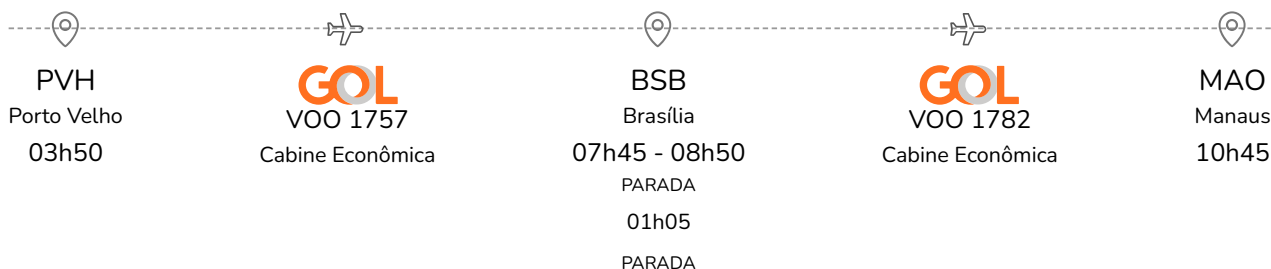 PVH
Porto Velho
03h50
GOL
VOO 1757
Cabine Econômica
BSB
Brasília
07h45 - 08h50
PARADA
01h05
PARADA
GOL
VOO 1782
Cabine Econômica
MAO
Manaus
10h45